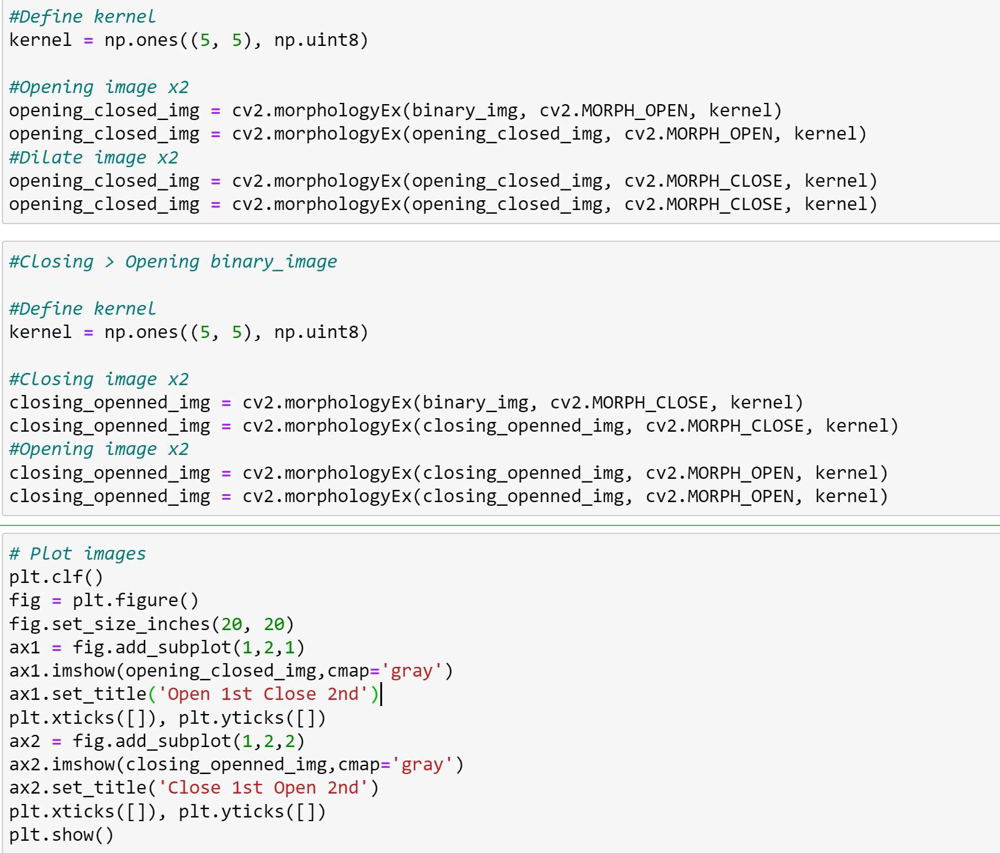 #Define kernel
kernel = np.ones((5, 5), np.uint8)
#Opening image x2
opening_closed_img = cv2.morphologyEx(binary_img, cv2.MORPH_OPEN, kernel)
opening_closed_img = cv2.morphologyEx(opening_closed_img, cv2.MORPH_OPEN, kernel)
#Dilate image x2
opening_closed_img = cv2.morphologyEx(opening_closed_img, cv2.MORPH_CLOSE, kernel)
opening_closed_img = cv2.morphologyEx(opening_closed_img, cv2.MORPH_CLOSE, kernel)
#Closing > Opening binary_image
#Define kernel
kernel = np.ones((5, 5), np.uint8)
#Closing image x2
closing_openned_img = cv2.morphologyEx(binary_img, cv2.MORPH_CLOSE, kernel)
closing_openned_img = cv2.morphologyEx(closing_openned_img, cv2.MORPH_CLOSE, kernel)
#Opening image x2
closing_openned_img = cv2.morphologyEx(closing_openned_img, cv2.MORPH_OPEN, kernel)
closing_openned_img = cv2.morphologyEx(closing_openned_img, cv2.MORPH_OPEN, kernel)
# Plot images
plt.clf()
fig = plt.figure()
fig.set_size_inches(20, 20)
ax1 = fig.add_subplot(1,2,1)
ax1.imshow(opening_closed_img,cmap='gray')
ax1.set_title('Open 1st Close 2nd')
plt.xticks([]), plt.yticks([])
ax2 = fig.add_subplot(1,2,2)
ax2.imshow(closing_openned_img,cmap='gray')
ax2.set_title('Close 1st Open 2nd')
plt.xticks([]), plt.yticks([])
plt.show()